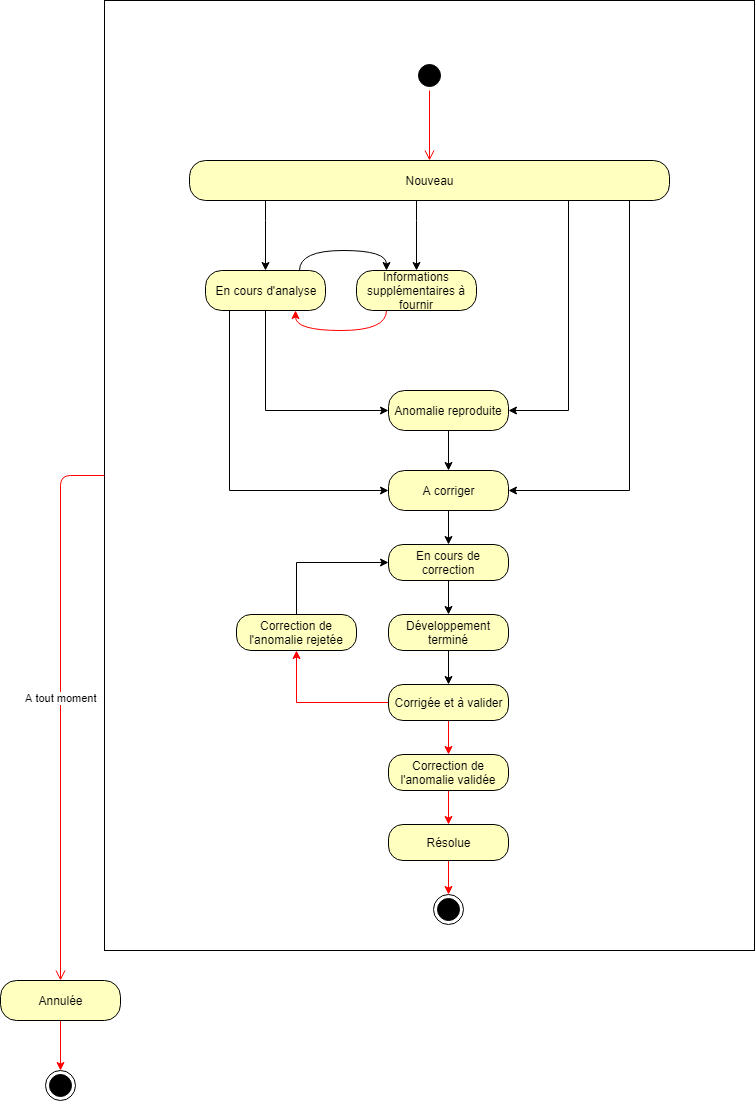 Nouveau
En cours d'analyse
Informations
supplémentaires à
fournir
Anomalie reproduite
A corriger
En cours de
correction
Correction de
l'anomalie rejetée
Développement
terminé
A tout moment
Corrigée et à valider
Correction de
l'anomalie validée
Résolue
Annulée